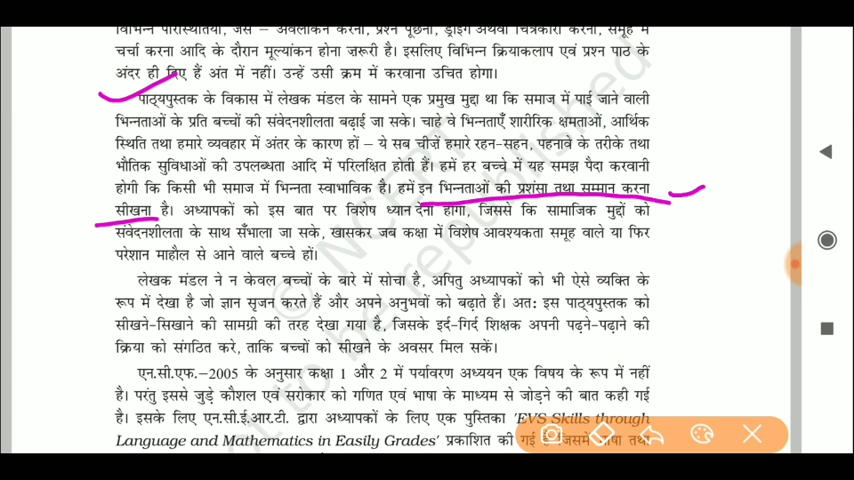 विभिन्न परिस्थितियों, जैसे – अवलोकन करना, प्रश्न पूछना, ड्राइंग अथवा चित्रकारी करना, समूह में
चर्चा करना आदि के दौरान मूल्यांकन होना ज़रूरी है। इसलिए विभिन्न क्रियाकलाप एवं प्रश्न पाठ के
अंदर ही दिए हैं अंत में नहीं। उन्हें उसी क्रम में करवाना उचित होगा।
पाठ्यपुस्तक के विकास में लेखक मंडल के सामने एक प्रमुख मुद्दा था कि समाज में पाई जाने वाली
भिन्नताओं के प्रति बच्चों की संवेदनशीलता बढ़ाई जा सके। चाहे वे भिन्नताएँ शारीरिक क्षमताओं, आर्थिक
स्थिति तथा हमारे व्यवहार में अंतर के कारण हों – ये सब चीजें हमारे रहन-सहन, पहनावे के तरीके तथा
भौतिक सुविधाओं की उपलब्धता आदि में परिलक्षित होती हैं। हमें हर बच्चे में यह समझ पैदा करवानी
होगी कि किसी भी समाज में भिन्नता स्वाभाविक है। हमें इन भिन्नताओं की प्रशंसा तथा सम्मान करना
सीखना है। अध्यापकों को इस बात पर विशेष ध्यान देना होगा, जिससे कि सामाजिक मुद्दों को
संवेदनशीलता के साथ सँभाला जा सके, खासकर जब कक्षा में विशेष आवश्यकता समूह वाले या फिर
परेशान माहौल से आने वाले बच्चे हों।
लेखक मंडल ने न केवल बच्चों के बारे में सोचा है, अपितु अध्यापकों को भी ऐसे व्यक्ति के
रूप में देखा है जो ज्ञान सृजन करते हैं और अपने अनुभवों को बढ़ाते हैं। अत: इस पाठ्यपुस्तक को
सीखने-सिखाने की सामग्री की तरह देखा गया है, जिसके इर्द-गिर्द शिक्षक अपनी पढ़ने-पढ़ाने की
क्रिया को संगठित करे, ताकि बच्चों को सीखने के अवसर मिल सकें।
एन.सी.एफ.-2005 के अनुसार कक्षा 1 और 2 में पर्यावरण अध्ययन एक विषय के रूप में नहीं
है। परंतु इससे जुड़े कौशल एवं सरोकार को गणित एवं भाषा के माध्यम से जोड़ने की बात कही गई
है। इसके लिए एन.सी.ई.आर.टी. द्वारा अध्यापकों के लिए एक पुस्तिका 'EVS Skills through
Language and Mathematics in Easily Grades' प्रकाशित की गई है जिसमें भाषा तथा
© NCERT
to be republished